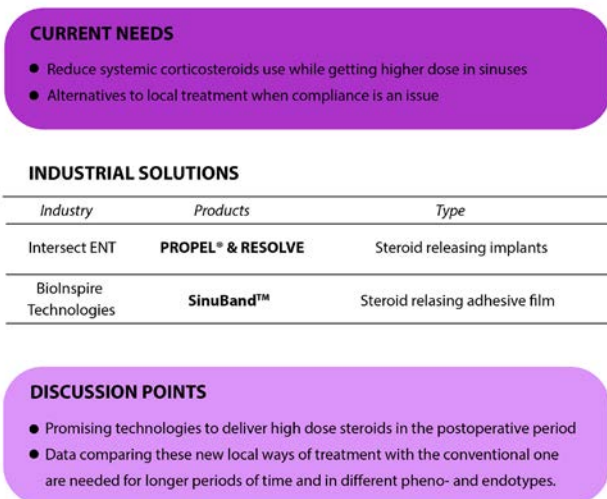 CURRENT NEEDS
● Reduce systemic corticosteroids use while getting higher dose in sinuses
● Alternatives to local treatment when compliance is an issue
INDUSTRIAL SOLUTIONS
Industry Products Type
Intersect ENT PROPEL® & RESOLVE Steroid releasing implants
BioInspire Technologies SinuBand™ Steroid relasing adhesive film
DISCUSSION POINTS
● Promising technologies to deliver high dose steroids in the postoperative period
● Data comparing these new local ways of treatment with the conventional one
are needed for longer periods of time and in different pheno- and endotypes.